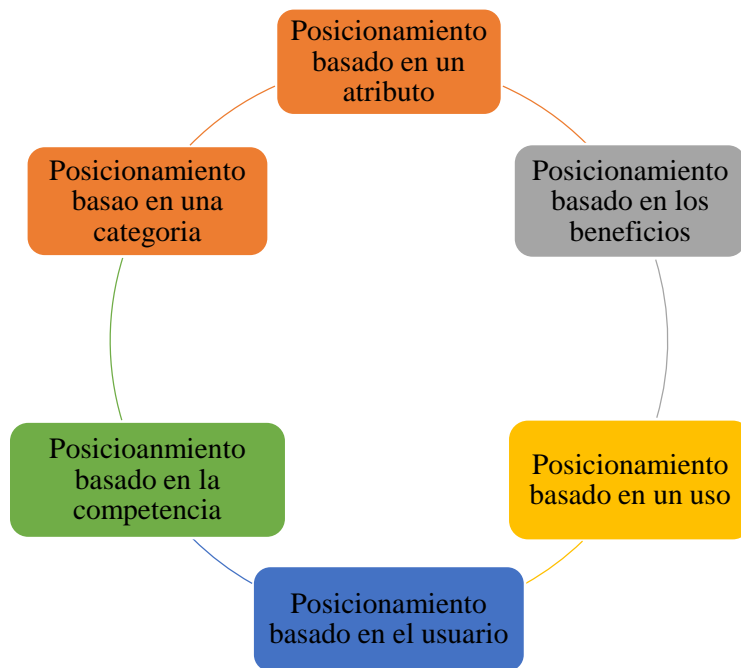 Posicionamiento
basado en un
atributo
Posicionamiento
basado en los
beneficios
Posicionamiento
basado en un uso
Posicionamiento
basado en el usuario
Posicioanmiento
basado en la
competencia
Posicionamiento
basao en una
categoria